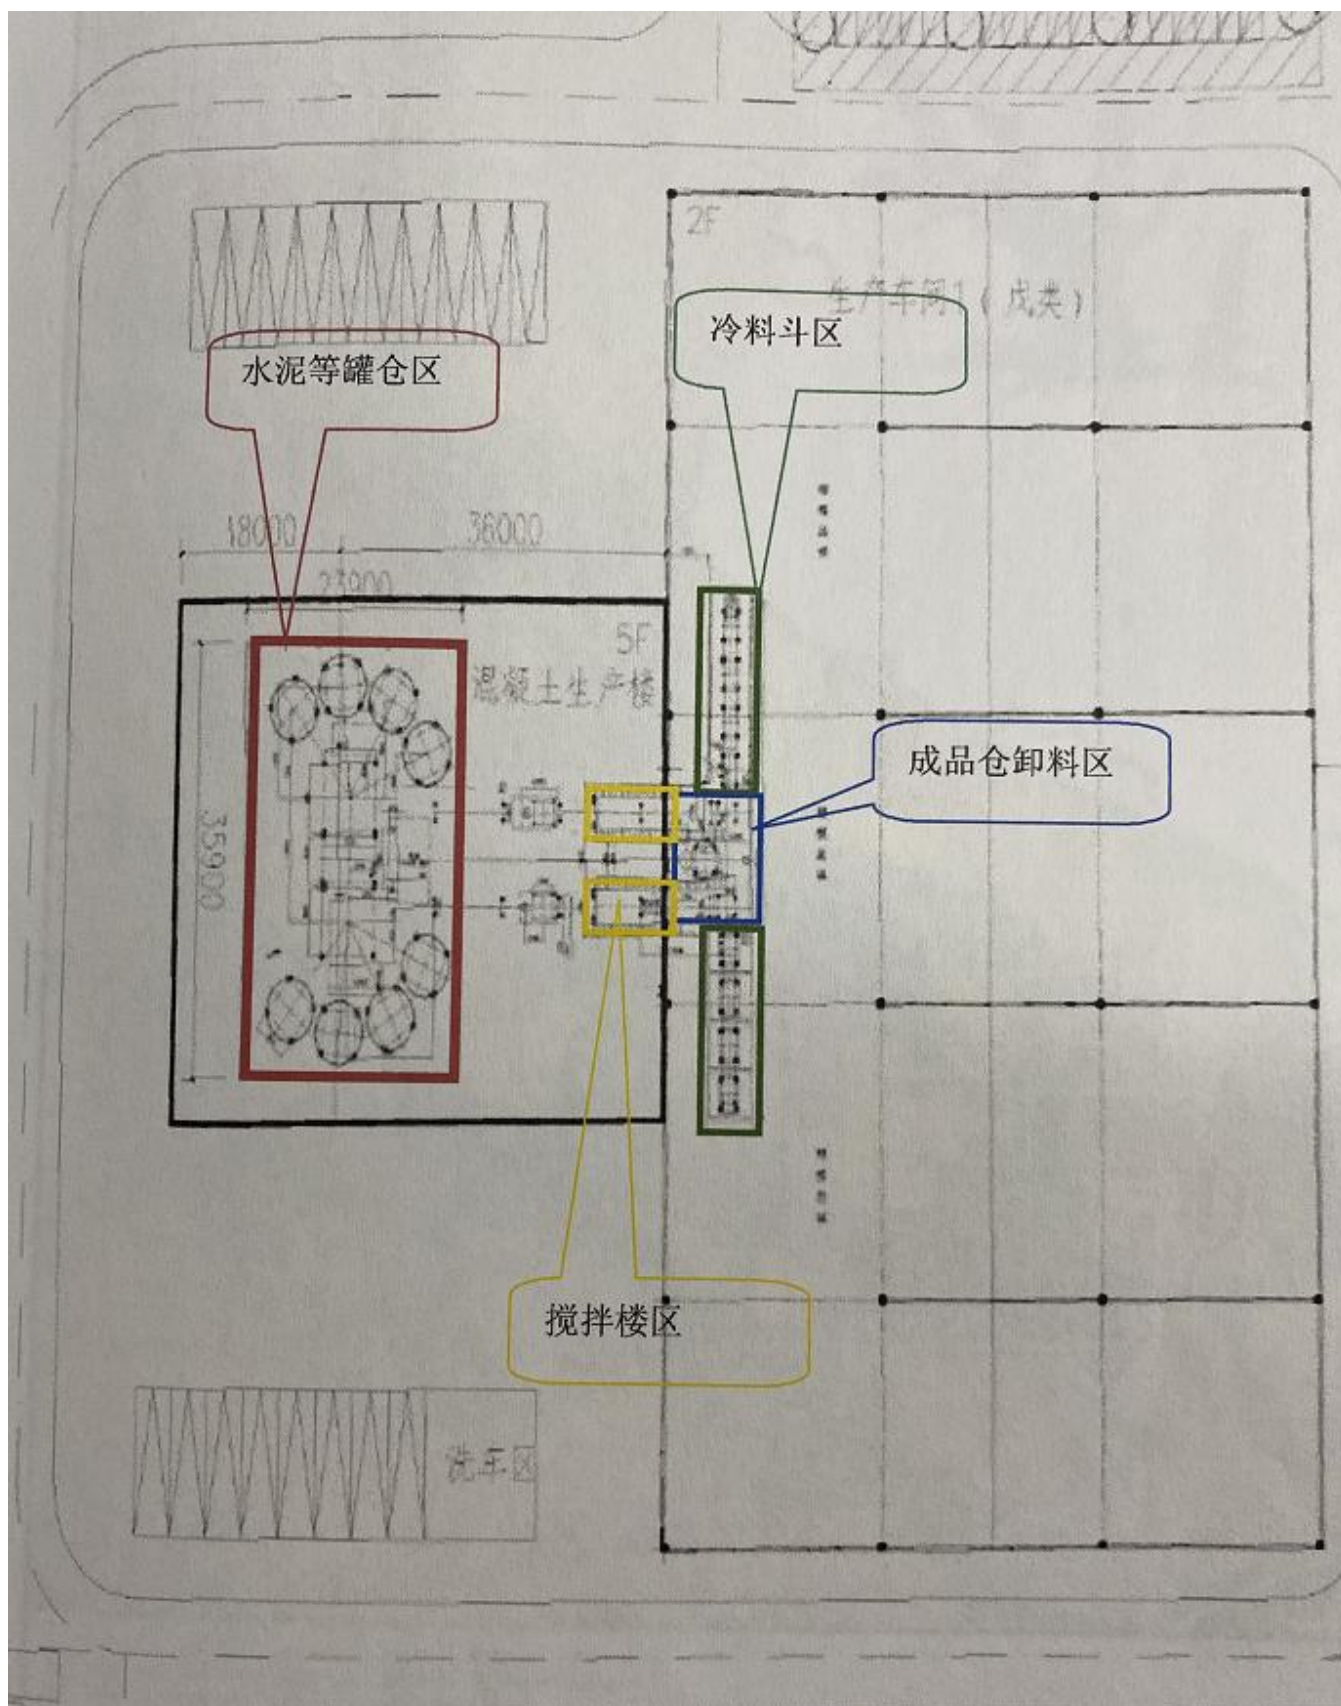 2F
生产车间1(戊类)
冷料斗区
水泥等罐仓区
18000
36000
23900
5F
混凝土生产楼
成品仓卸料区
35900
搅拌楼区
洗车区